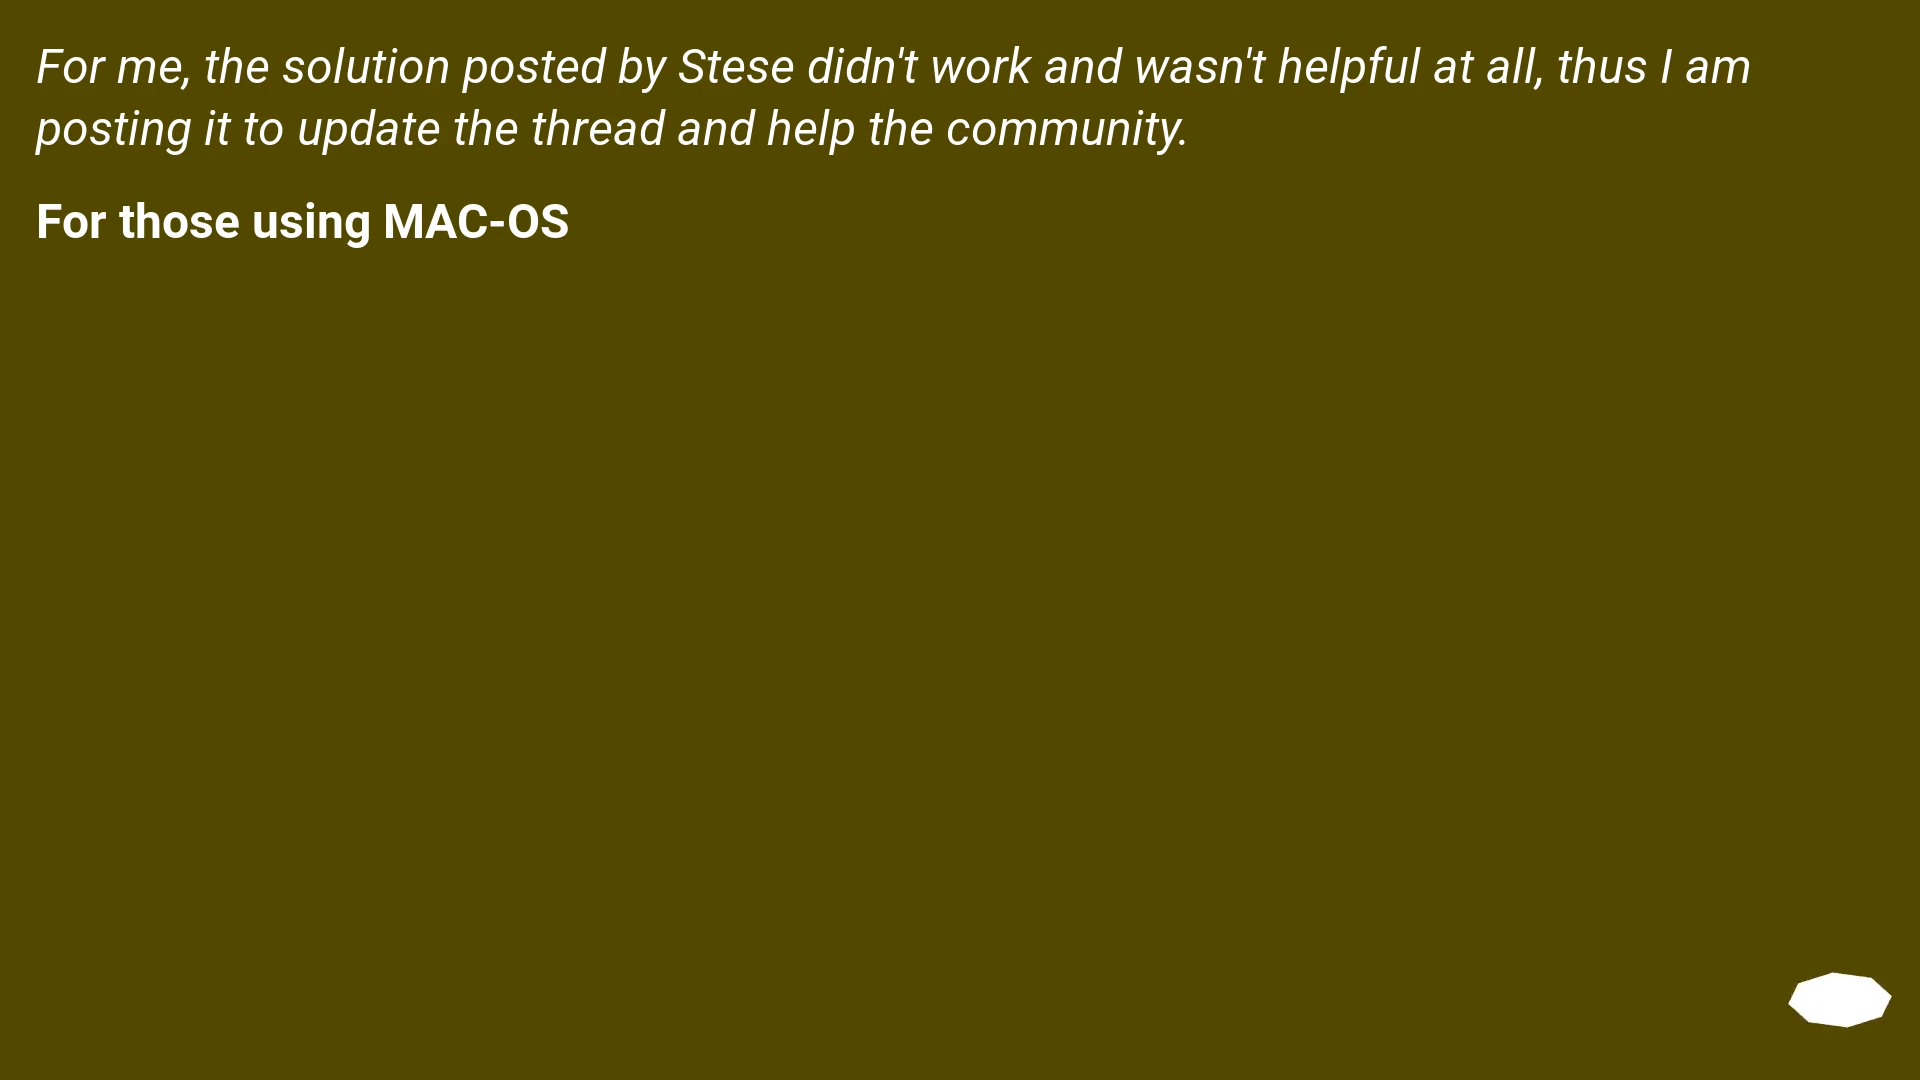 For me, the solution posted by Stese didn't work and wasn't helpful at all, thus I am
posting it to update the thread and help the community.
For those using MAC-OS